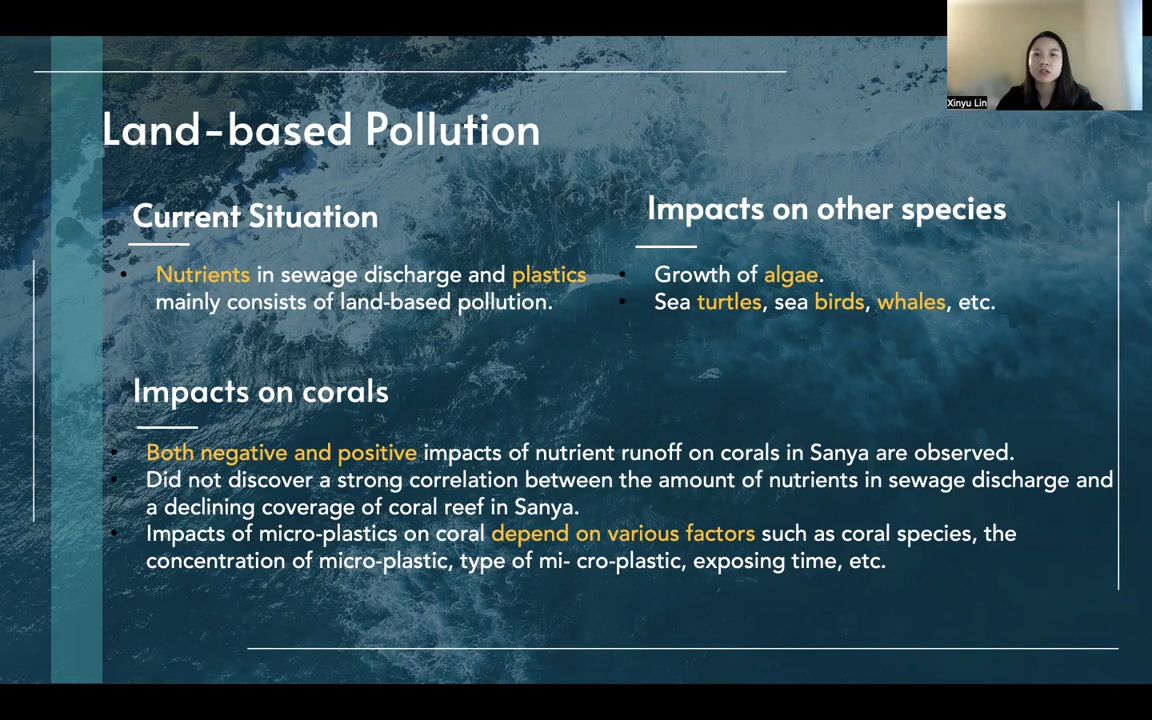 Xinyu Lin
Land-based Pollution
Current Situation
• Nutrients in sewage discharge and plastics
mainly consists of land-based pollution.
Impacts on other species
• Growth of algae.
• Sea turtles, sea birds, whales, etc.
Impacts on corals
• Both negative and positive impacts of nutrient runoff on corals in Sanya are observed.
• Did not discover a strong correlation between the amount of nutrients in sewage discharge and
a declining coverage of coral reef in Sanya.
• Impacts of micro-plastics on coral depend on various factors such as coral species, the
concentration of micro-plastic, type of mi- cro-plastic, exposing time, etc.